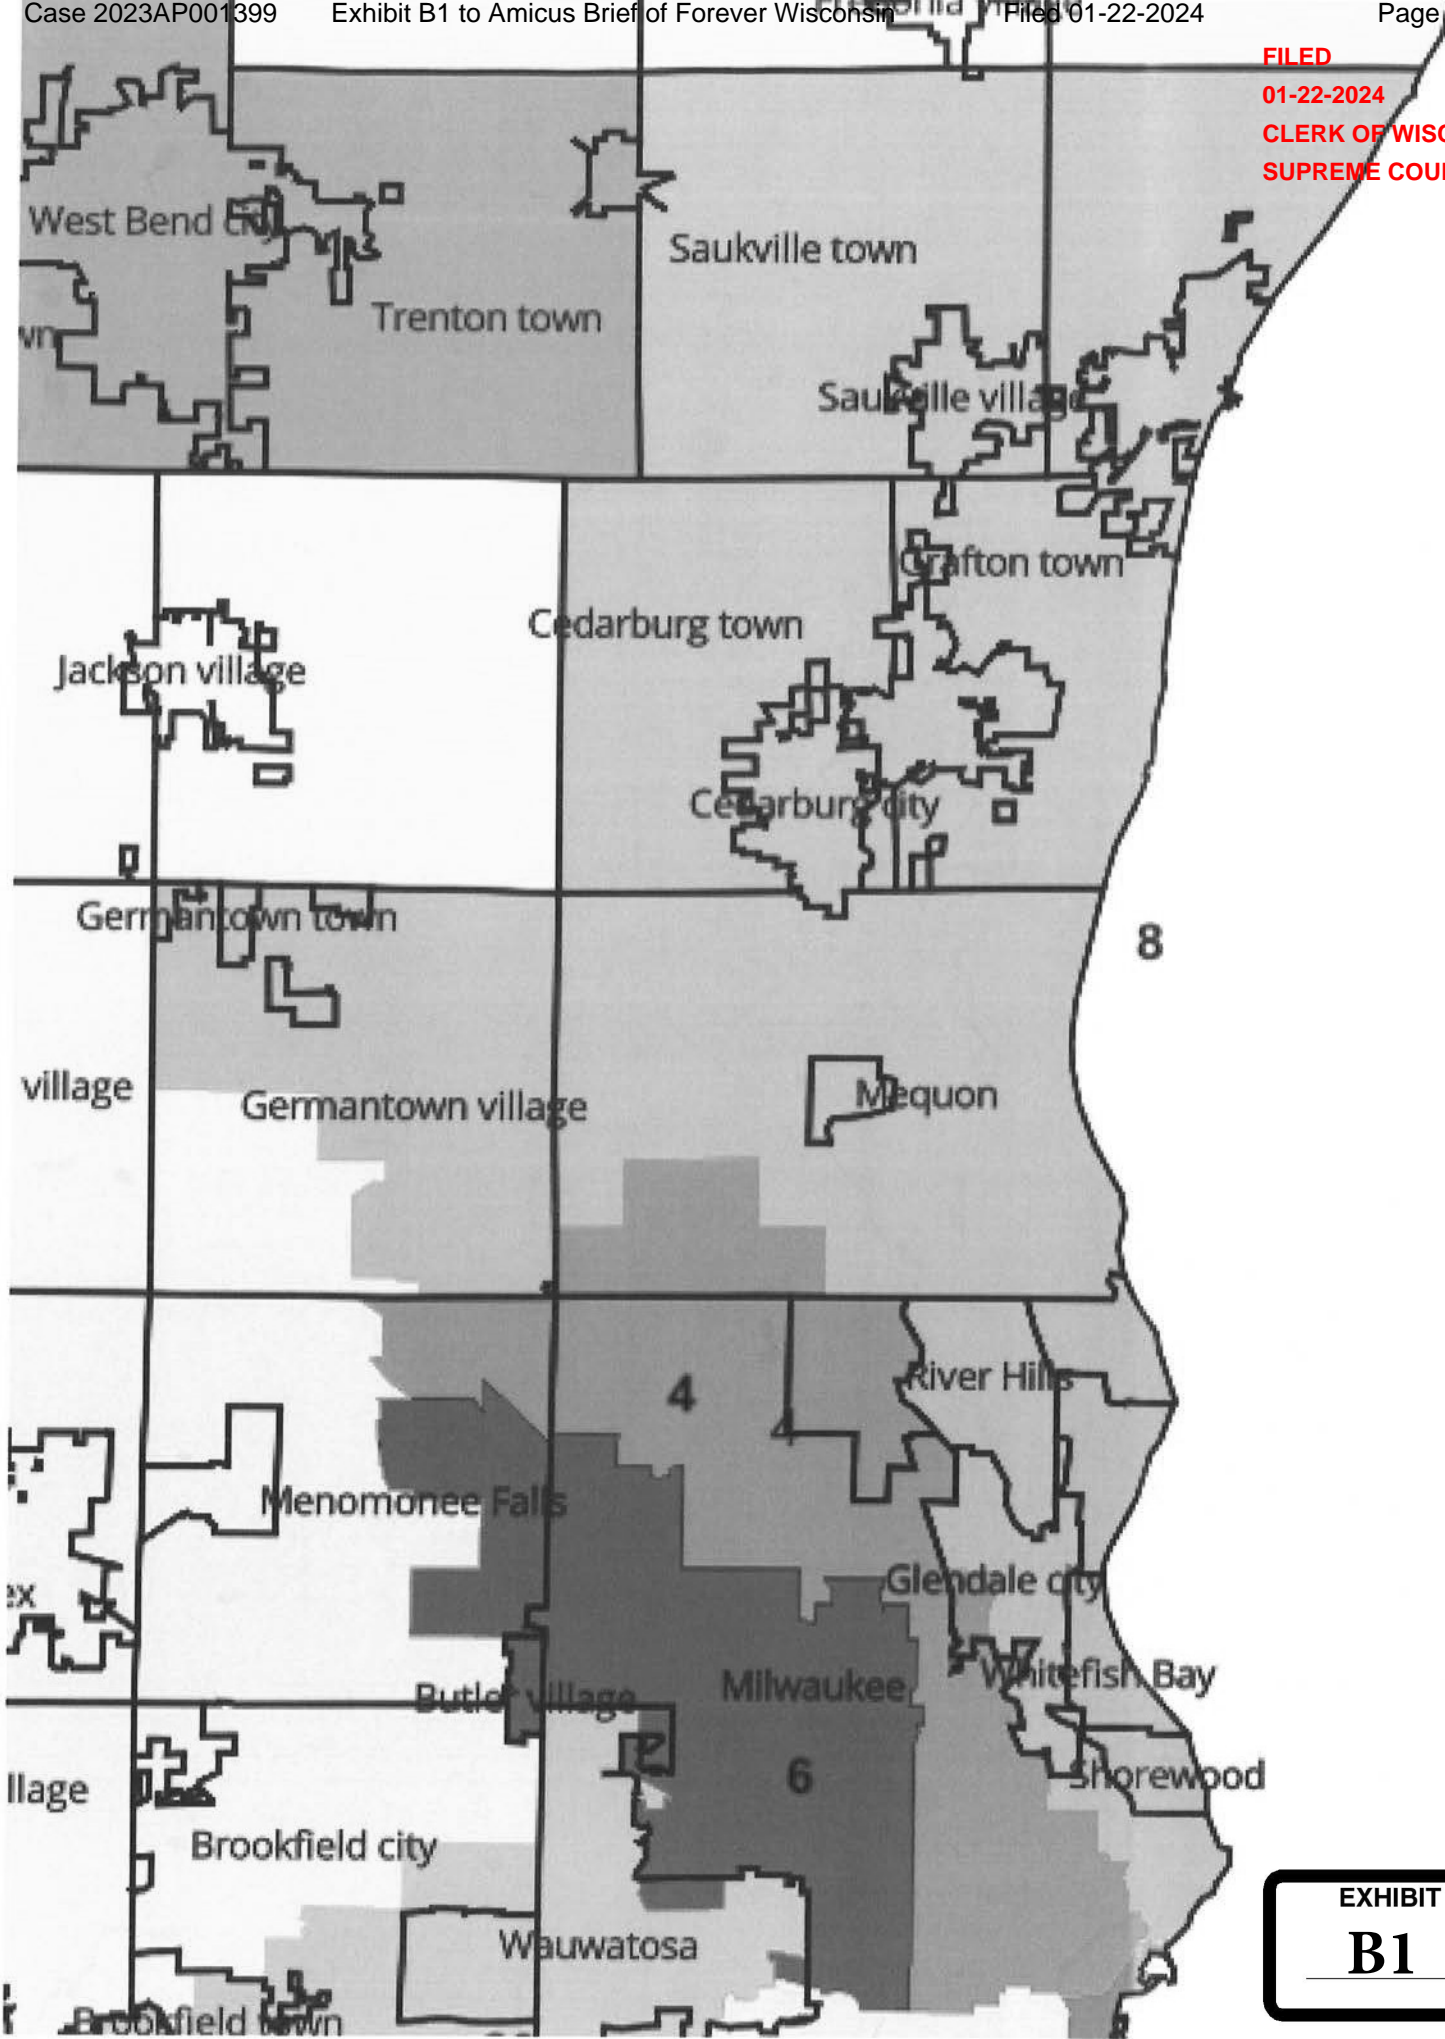 Case 2023AP001399 Exhibit B1 to Amicus Brief of Forever Wisconsin Filed 01-22-2024 Page
FILED
01-22-2024
CLERK OF
SUPREME
West Bend city
Saukville town
Trenton town
Saukville village
Grafton town
Cedarburg town
Jackson village
Cedarburg city
Germantown town
8
village
Germantown village
Mequon
River Hills
4
4
Menomonee Falls
Glendale city
Whitefish Bay
Milwaukee
Butler village
6
Shorewood
Brookfield city
EXHIBIT
B1
Wauwatosa
Brookfield town